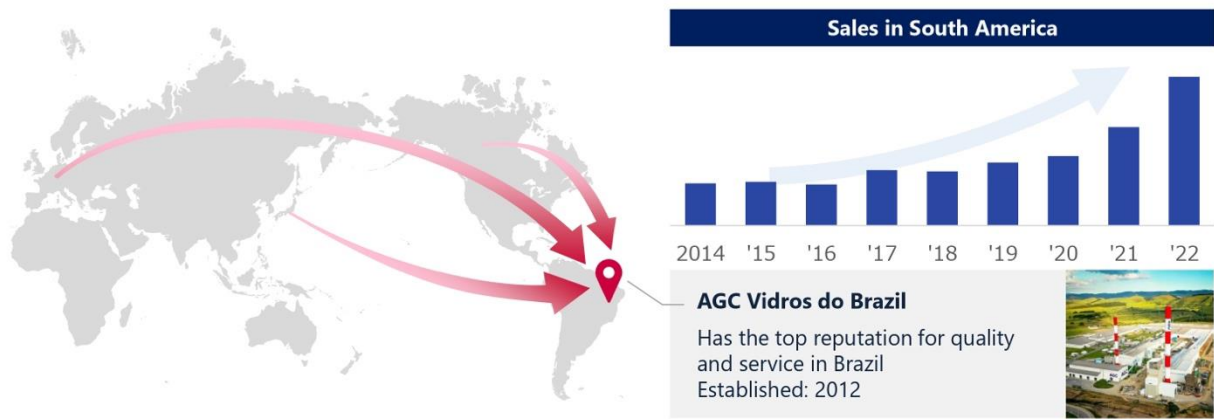 Sales in South America
2014 '15 '16 '17 '18 '19 '20 '21 '22
AGC Vidros do Brazil
Has the top reputation for quality
and service in Brazil
Established: 2012